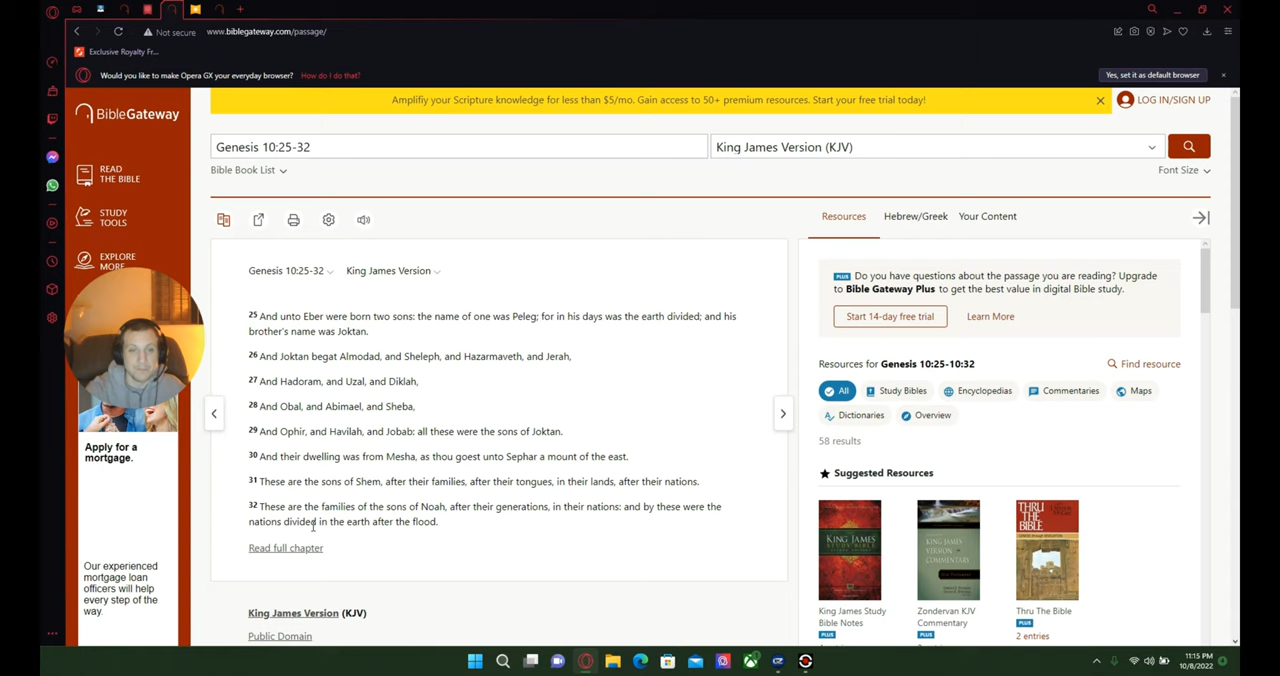 Not secure www.biblegateway.com/passage/
Exclusive Royalty Fr...
Would you like to make Opera GX your everyday browser? How do I do that?
Yes, set it as default browser
BibleGateway
Amplifiy your Scripture knowledge for less than $5/mo. Gain access to 50+ premium resources. Start your free trial today!
LOG IN/SIGN UP
Genesis 10:25-32
King James Version (KJV)
Bible Book List
Font Size
READ
THE BIBLE
STUDY
TOOLS
EXPLORE
MORE
Resources
Hebrew/Greek
Your Content
Genesis 10:25-32
King James Version
25 And unto Eber were born two sons: the name of one was Peleg; for in his days was the earth divided; and his
brother's name was Joktan.
26 And Joktan begat Almodad, and Sheleph, and Hazarmaveth, and Jerah,
27 And Hadoram, and Uzal, and Diklah,
28 And Obal, and Abimael, and Sheba,
29 And Ophir, and Havilah, and Jobab: all these were the sons of Joktan.
30 And their dwelling was from Mesha, as thou goest unto Sephar a mount of the east.
31 These are the sons of Shem, after their families, after their tongues, in their lands, after their nations.
32 These are the families of the sons of Noah, after their generations, in their nations: and by these were the
nations divided in the earth after the flood.
Read full chapter
King James Version (KJV)
Public Domain
PLUS Do you have questions about the passage you are reading? Upgrade
to Bible Gateway Plus to get the best value in digital Bible study.
Start 14-day free trial
Learn More
Resources for Genesis 10:25-10:32
Find resource
All
Study Bibles
Encyclopedias
Commentaries
Maps
Dictionaries
Overview
58 results
Suggested Resources
KING JAMES
STUDY
BIBLE
KING JAMES
VERSION
COMMENTARY
THRU THE
BIBLE
King James Study
Bible Notes
PLUS
Zondervan KJV
Commentary
PLUS
Thru The Bible
PLUS
2 entries
Apply for a
mortgage.
Our experienced
mortgage loan
officers will help
every step of the
way.
11:15 PM
10/8/2022